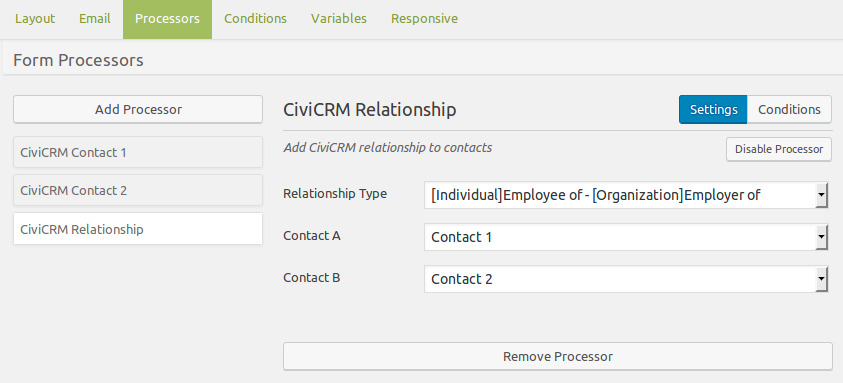 Layout Email Processors Conditions Variables Responsive
Form Processors
Add Processor
CiviCRM Contact 1
CiviCRM Contact 2
CiviCRM Relationship
CiviCRM Relationship Settings Conditions
Add CiviCRM relationship to contacts Disable Processor
Relationship Type [Individual]Employee of - [Organization]Employer of
Contact A Contact 1
Contact B Contact 2
Remove Processor